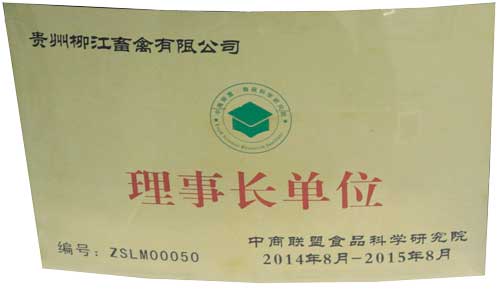 贵州柳江畜禽有限公司
理事长单位
编号：ZSLM00050
中商联盟食品科学研究院
2014年8月-2015年8月